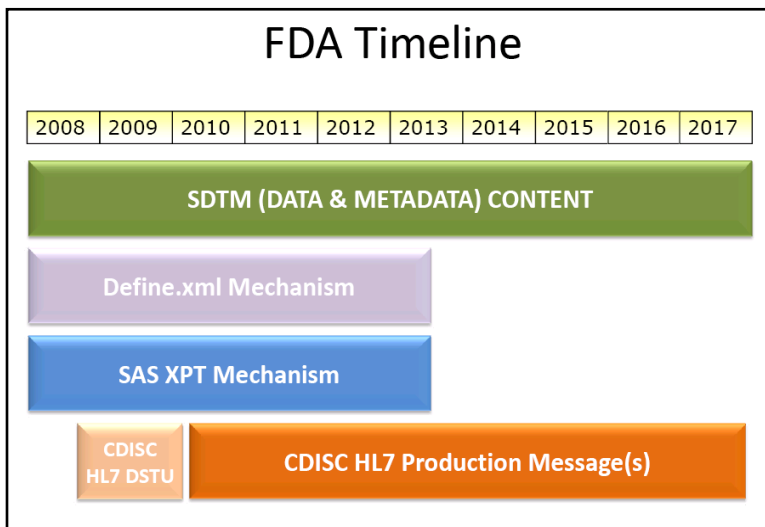 FDA Timeline
2008 2009 2010 2011 2012 2013 2014 2015 2016 2017
SDTM (DATA & METADATA) CONTENT
Define.xml Mechanism
SAS XPT Mechanism
CDISC
HL7 DSTU
CDISC HL7 Production Message(s)